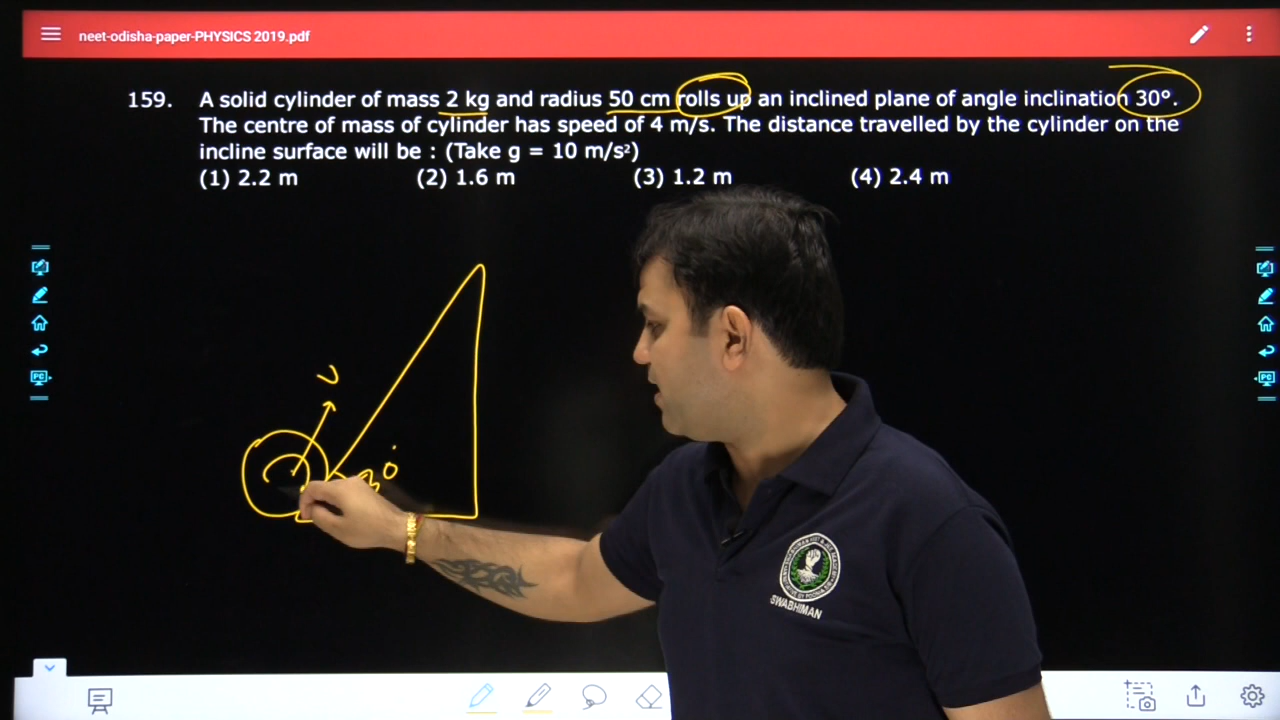 neet-odisha-paper-PHYSICS 2019.pdf
159. A solid cylinder of mass 2 kg and radius 50 cm rolls up an inclined plane of angle inclination 30°.
The centre of mass of cylinder has speed of 4 m/s. The distance travelled by the cylinder on the
incline surface will be : (Take g = 10 m/s²)
(1) 2.2 m (2) 1.6 m (3) 1.2 m (4) 2.4 m
v
30°
SWABHIMAN
PC
PC